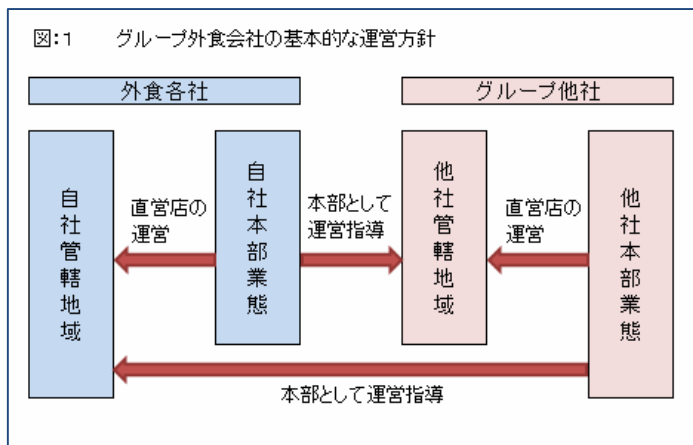 図:1 グループ外食会社の基本的な運営方針
外食各社
グループ他社
自社管轄地域
直営店の
運営
自社本部業態
本部として
運営指導
他社管轄地域
直営店の
運営
他社本部業態
本部として運営指導